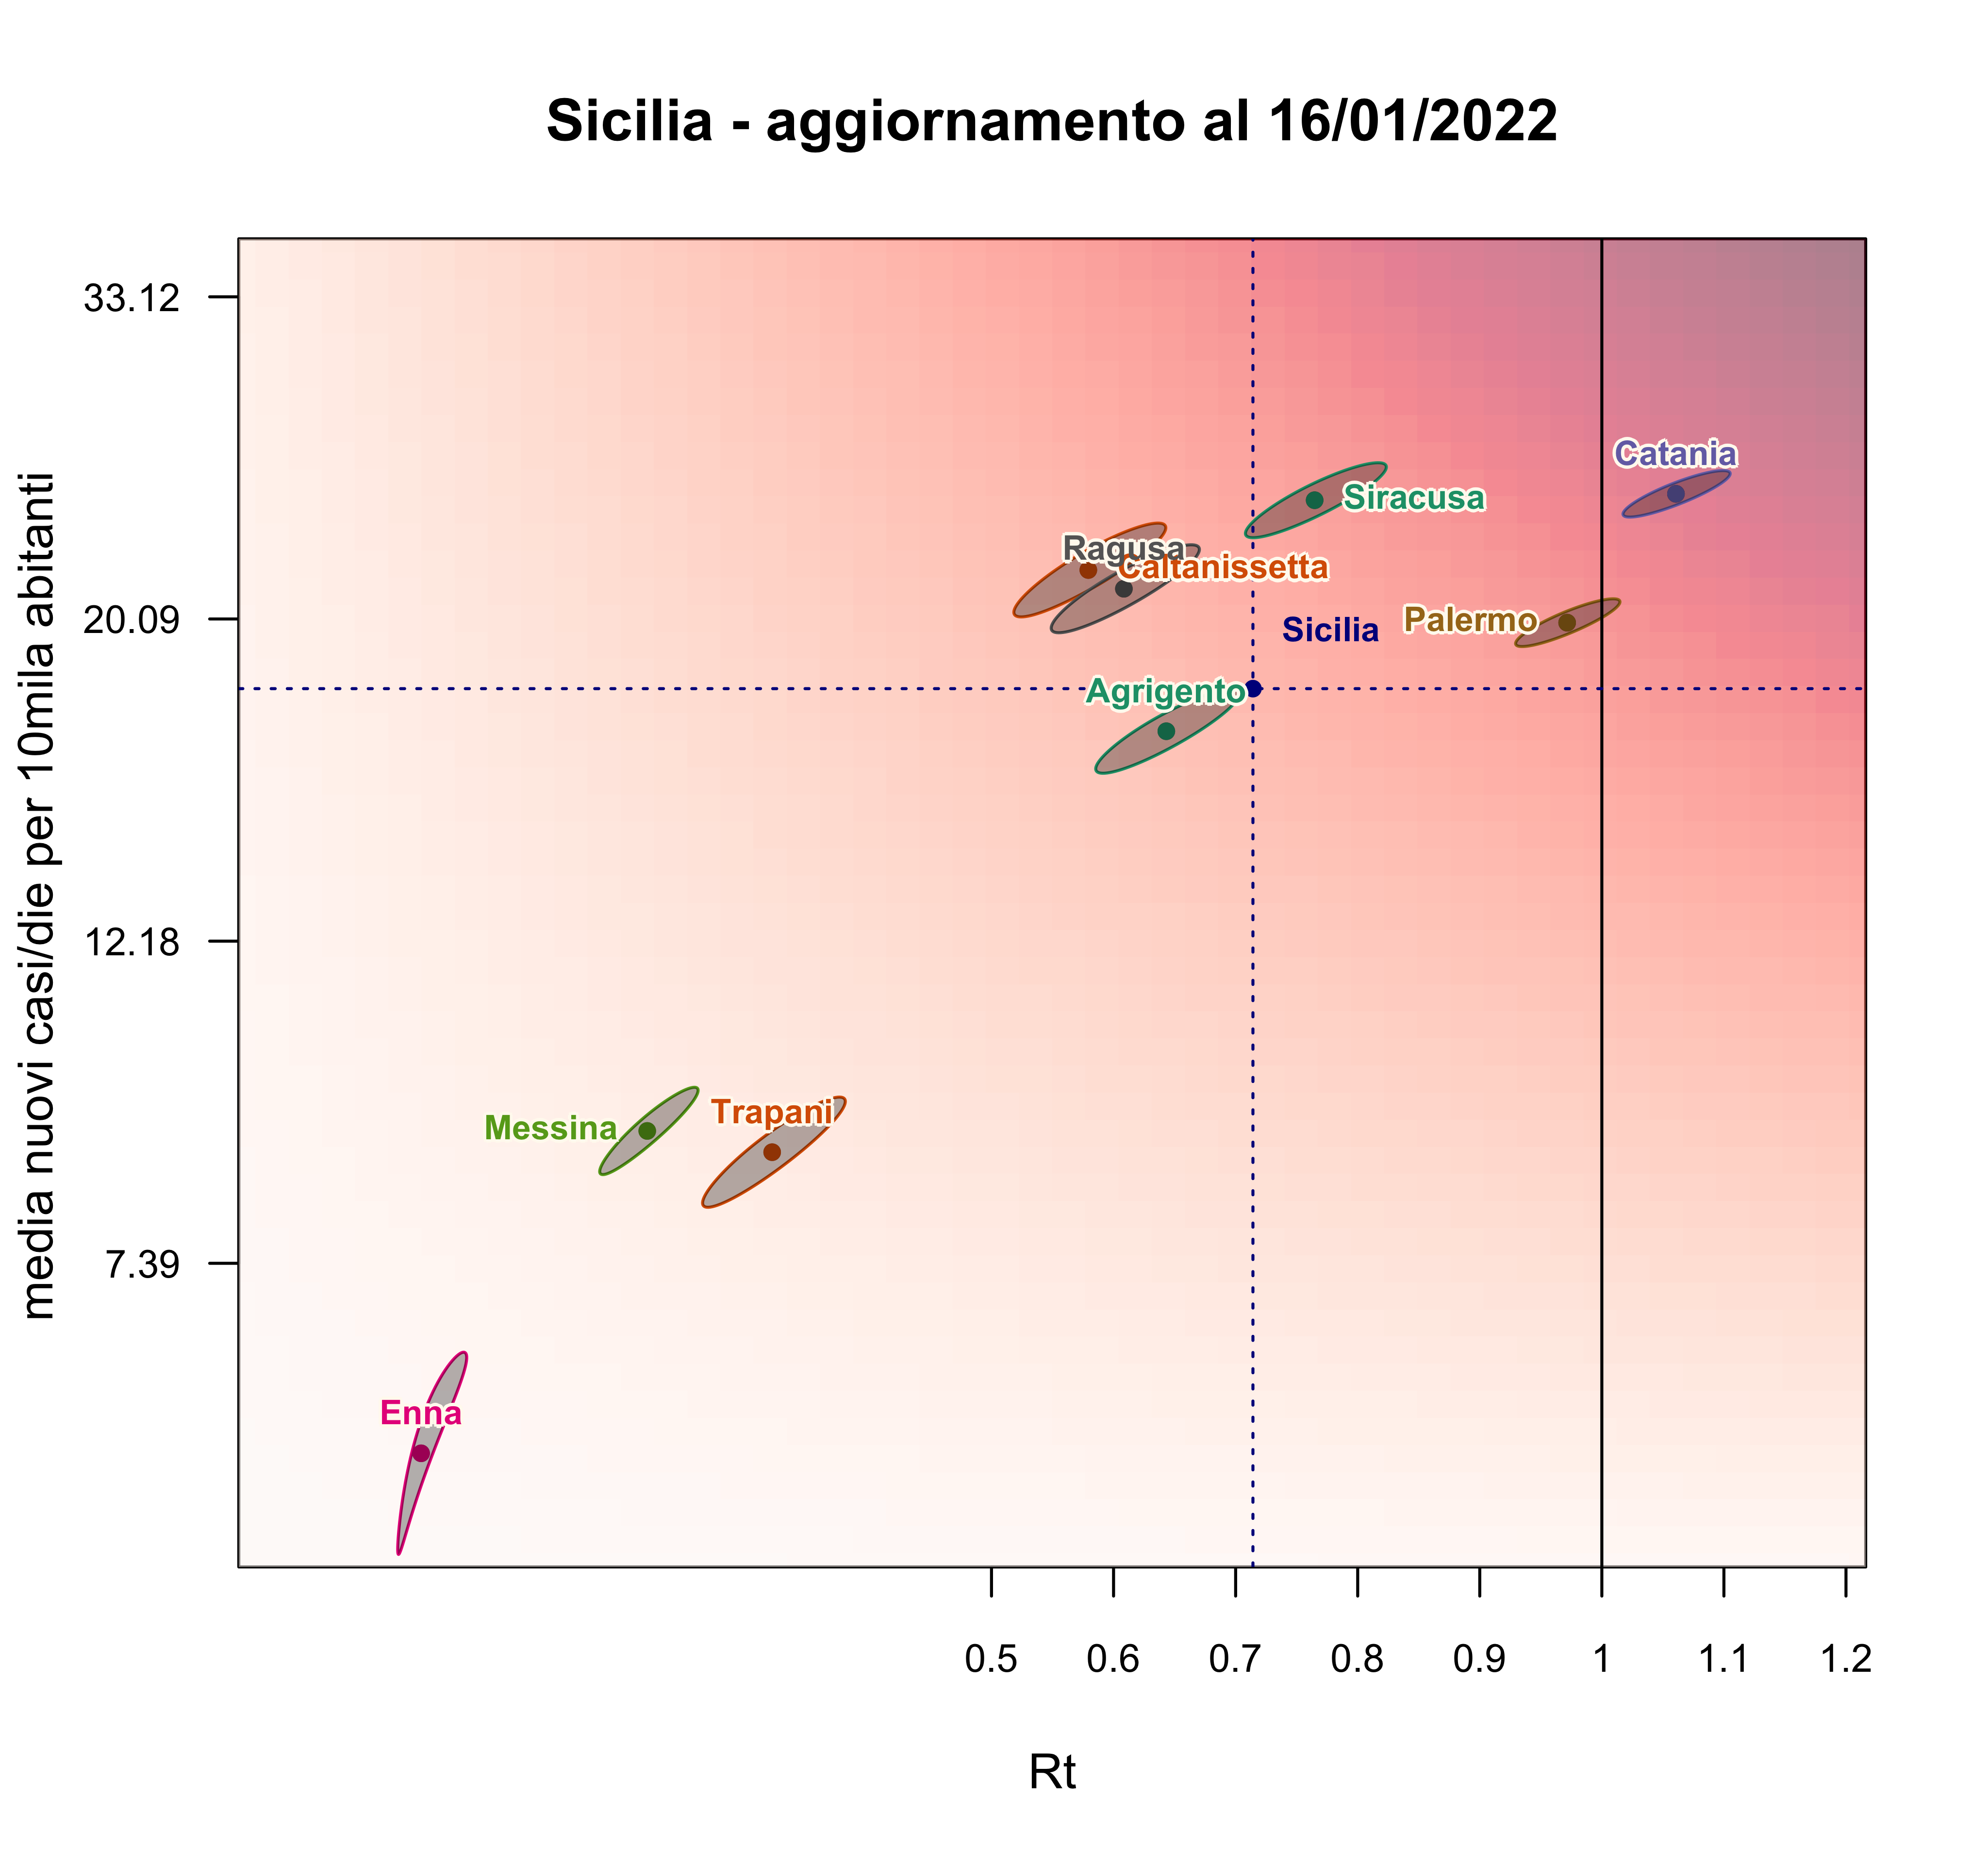 Sicilia - aggiornamento al 16/01/2022
media nuovi casi/die per 10mila abitanti
33.12
20.09
12.18
7.39
Catania
Siracusa
Ragusa
Caltanissetta
Palermo
Sicilia
Agrigento
Messina
Trapani
Enna
0.5 0.6 0.7 0.8 0.9 1 1.1 1.2
Rt